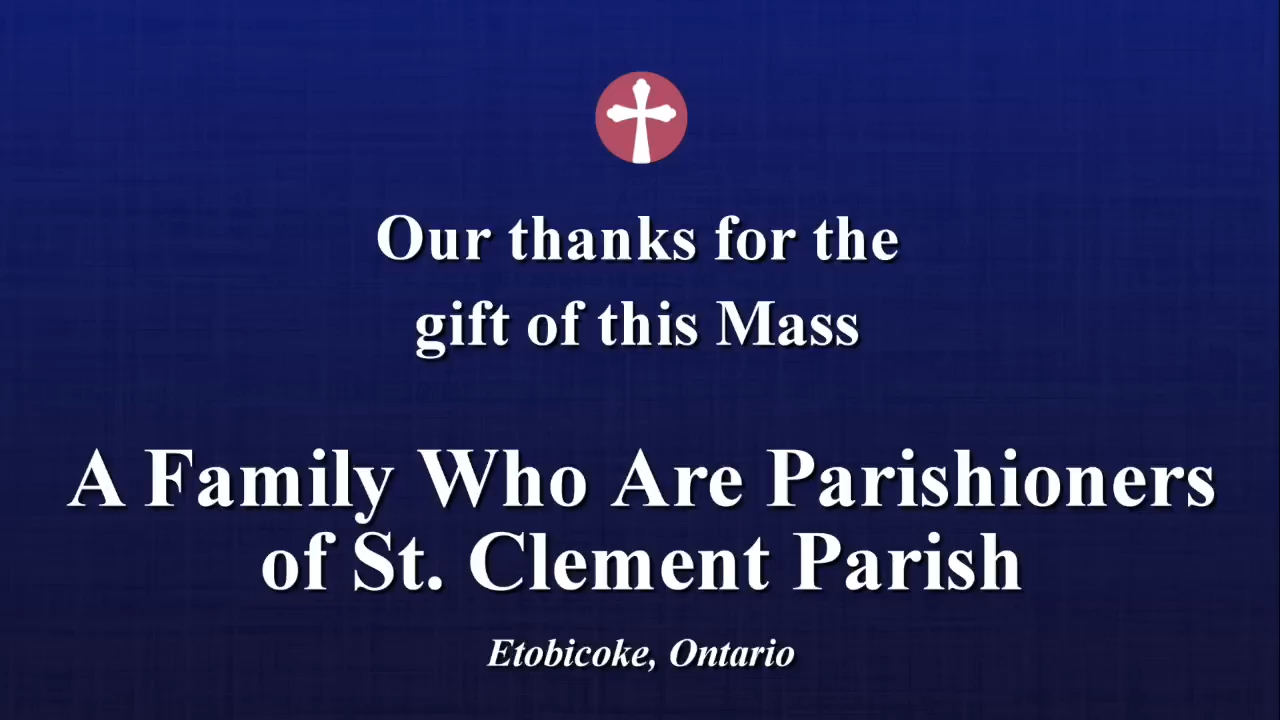 Our thanks for the
gift of this Mass
A Family Who Are Parishioners
of St. Clement Parish
Etobicoke, Ontario